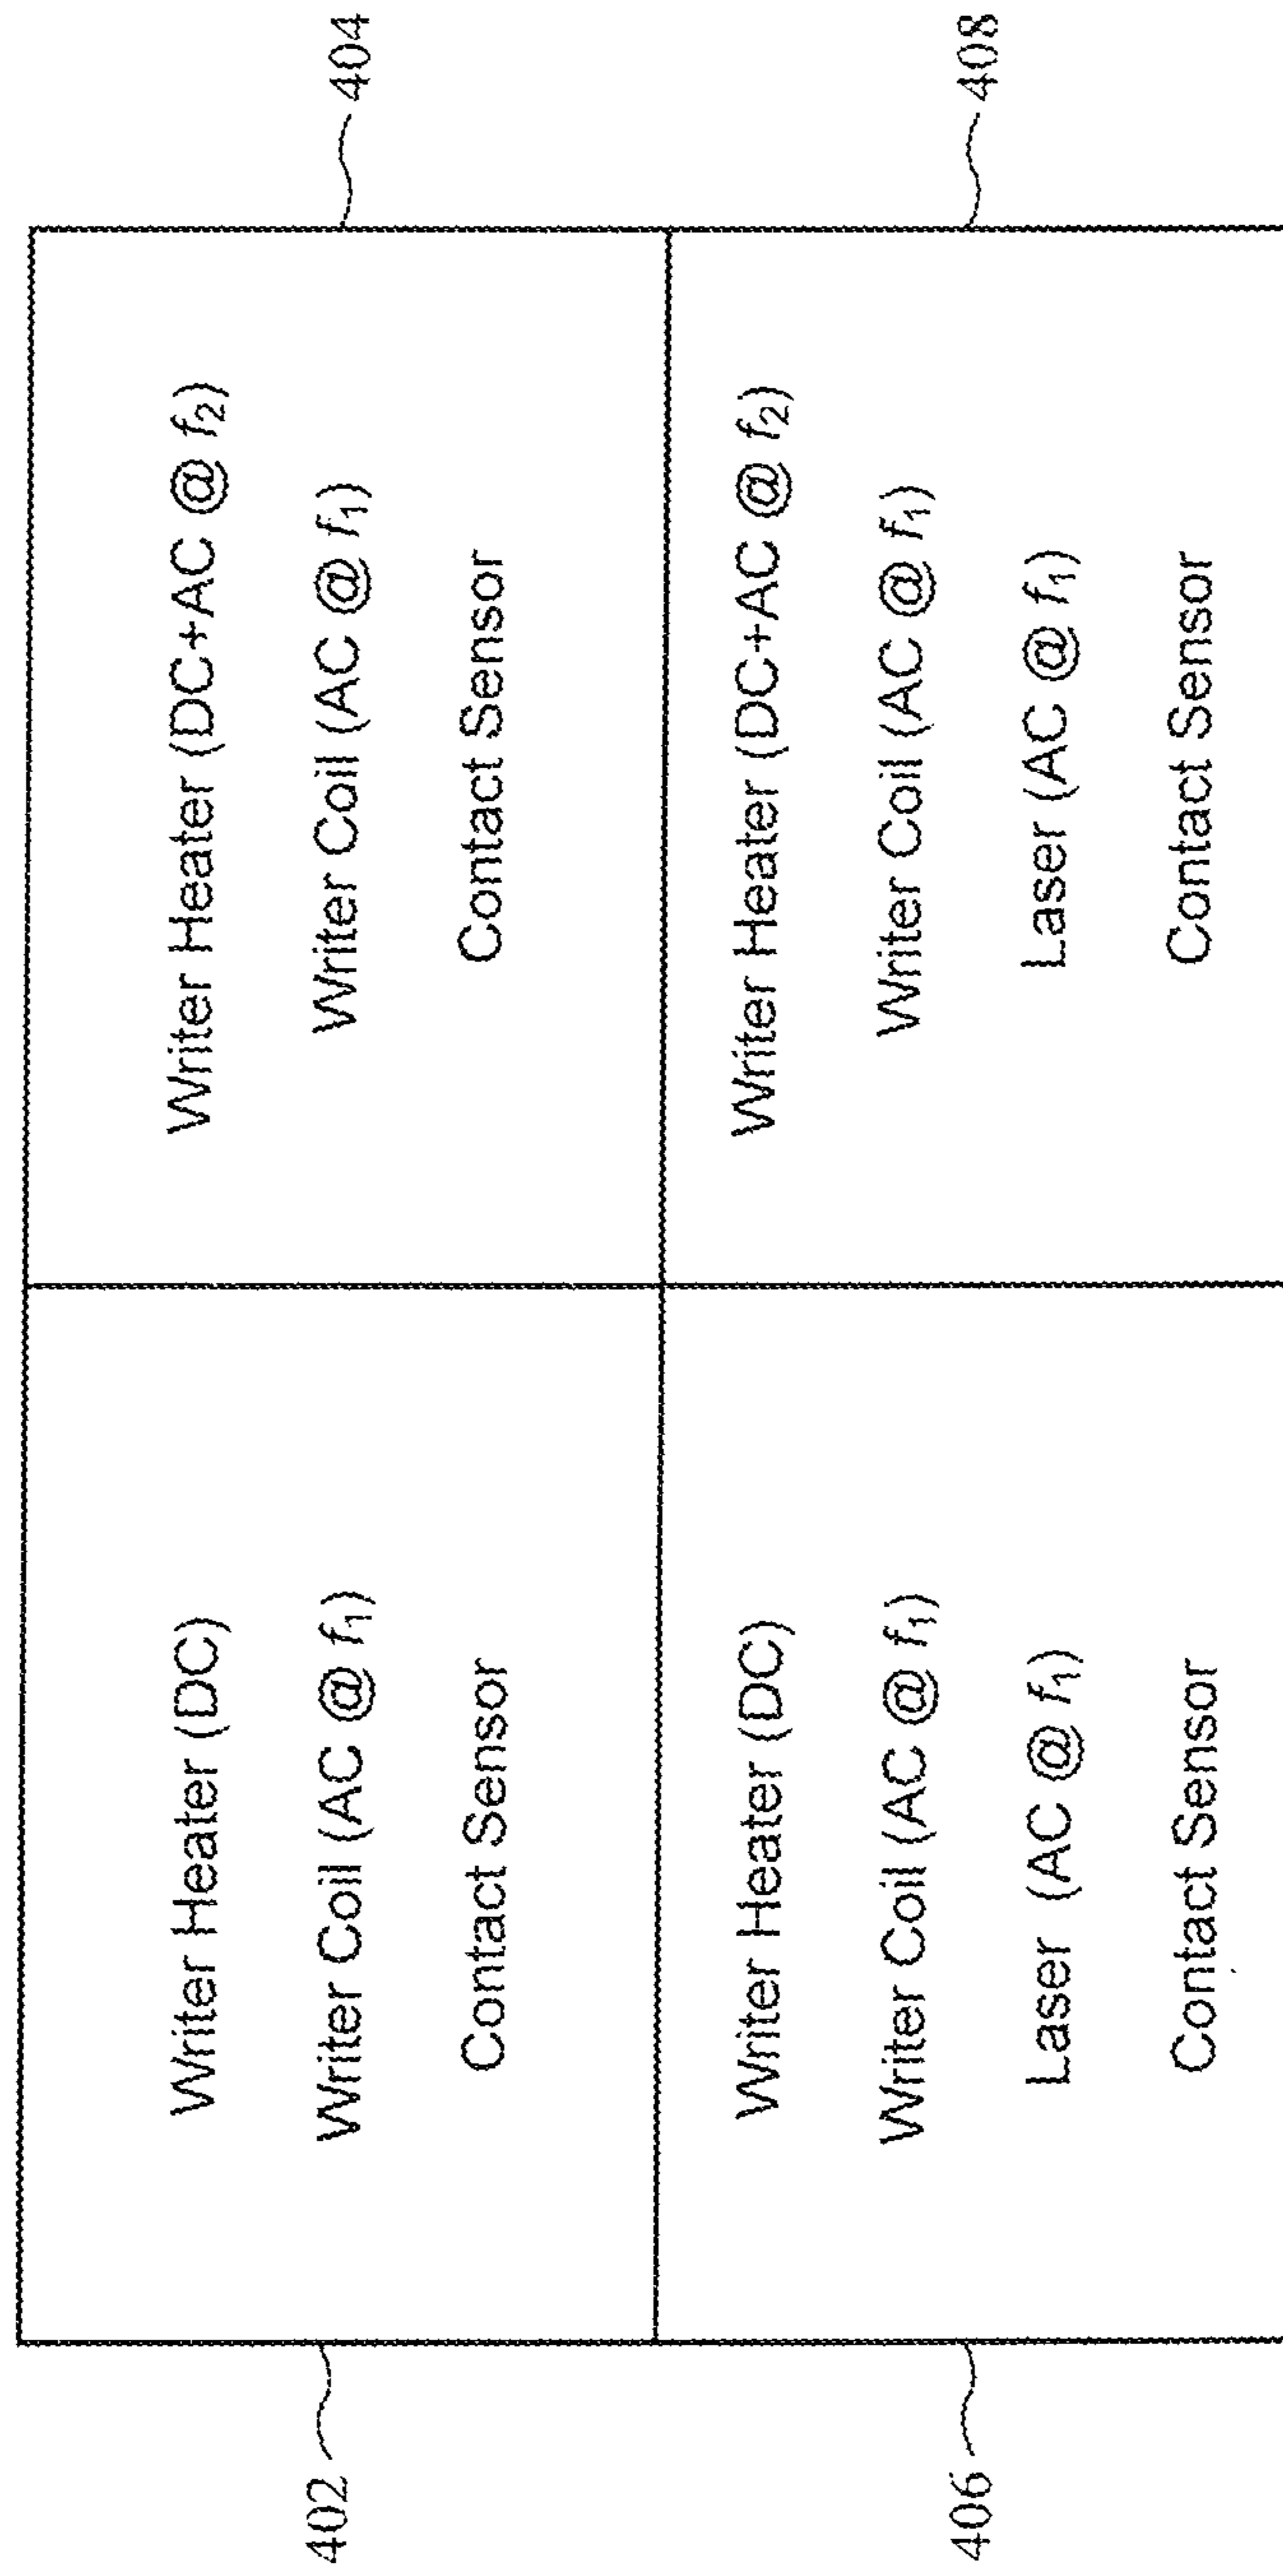 402
Writer Heater (DC)
Writer Coil (AC @ f₁)
Contact Sensor
Writer Heater (DC+AC @ f₂)
Writer Coil (AC @ f₁)
Contact Sensor
404
406
Writer Heater (DC)
Writer Coil (AC @ f₁)
Laser (AC @ f₁)
Contact Sensor
Writer Heater (DC+AC @ f₂)
Writer Coil (AC @ f₁)
Laser (AC @ f₁)
Contact Sensor
408